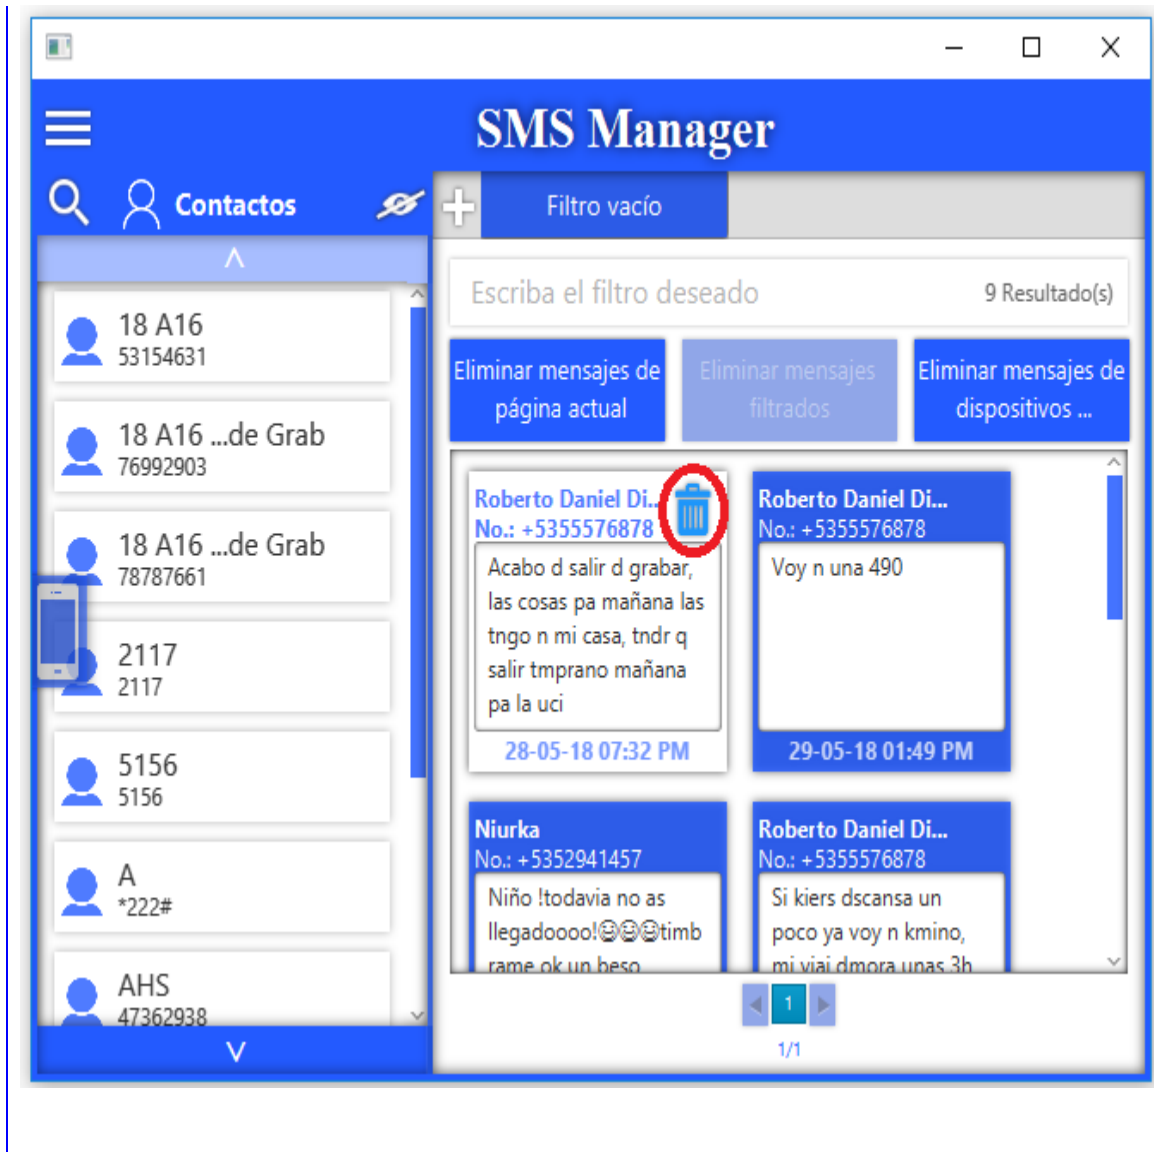 SMS Manager
Contactos
Filtro vacío
18 A16
53154631
18 A16 ...de Grab
76992903
18 A16 ...de Grab
78787661
2117
2117
5156
5156
A
*222#
AHS
47362938
Escriba el filtro deseado
9 Resultado(s)
Eliminar mensajes de
página actual
Eliminar mensajes
filtrados
Eliminar mensajes de
dispositivos ...
Roberto Daniel Di...
No.: +5355576878
Acabo d salir d grabar,
las cosas pa mañana las
tngo n mi casa, tndr q
salir tmprano mañana
pa la uci
28-05-18 07:32 PM
Roberto Daniel Di...
No.: +5355576878
Voy n una 490
29-05-18 01:49 PM
Niurka
No.: +5352941457
Niño !todavia no as
llegadoooo!😃😃😃timb
rame ok un beso
Roberto Daniel Di...
No.: +5355576878
Si kiers dscansa un
poco ya voy n kmino,
mi viaj dmora unas 3h
1
1/1